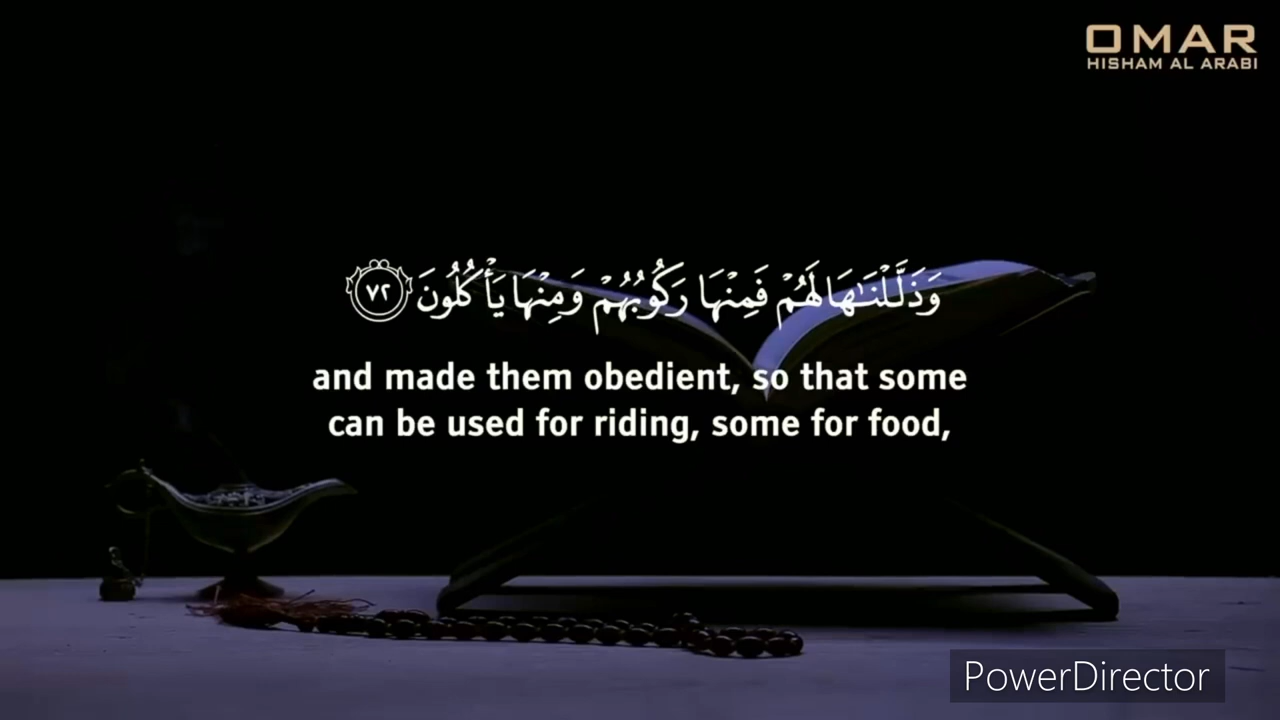 OMAR
HISHAM AL ARABI
وَذَلَّلْنَـٰهَا لَهُمْ فَمِنْهَا رَكُوبُهُمْ وَمِنْهَا يَأْكُلُونَ ٧٢
and made them obedient, so that some
can be used for riding, some for food,
PowerDirector